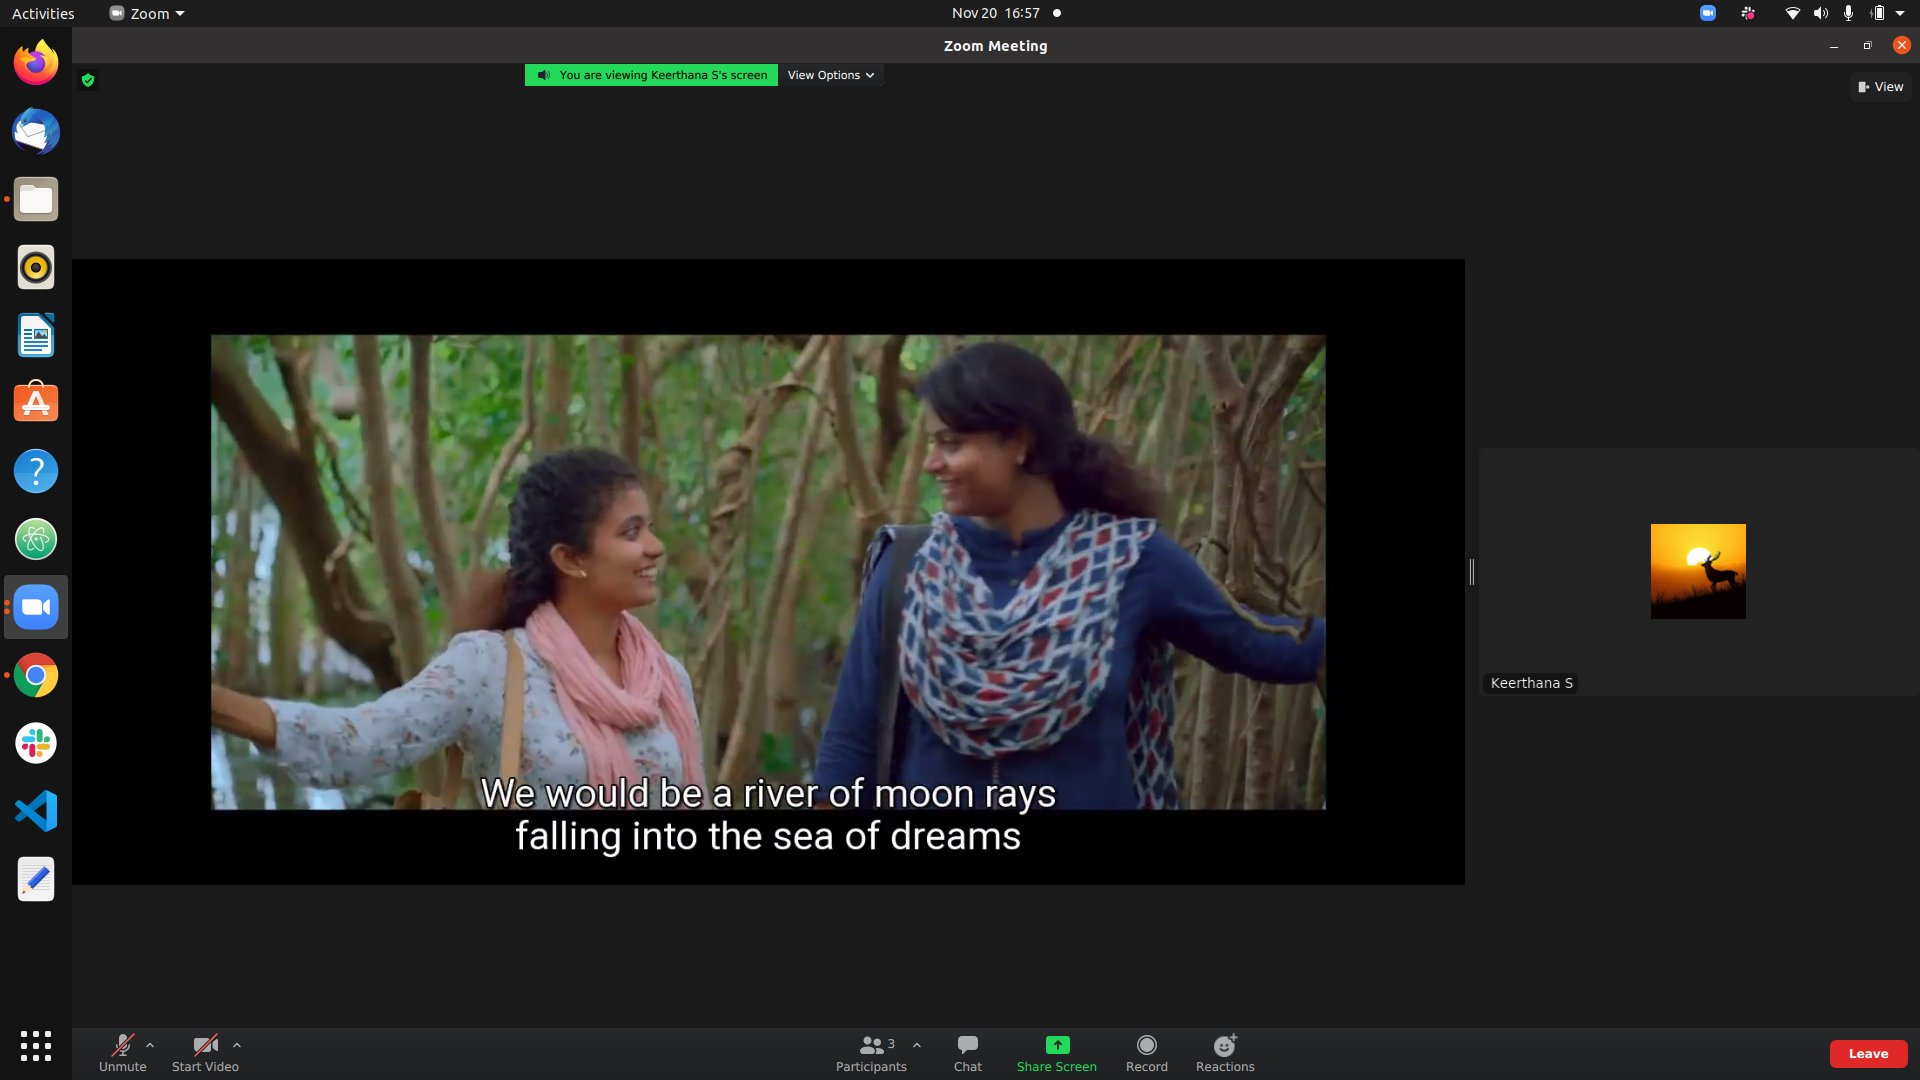 Activities
Zoom
Nov 20 16:57
Zoom Meeting
You are viewing Keerthana S's screen
View Options
View
We would be a river of moon rays
falling into the sea of dreams
Keerthana S
Unmute
Start Video
3
Participants
Chat
Share Screen
Record
Reactions
Leave